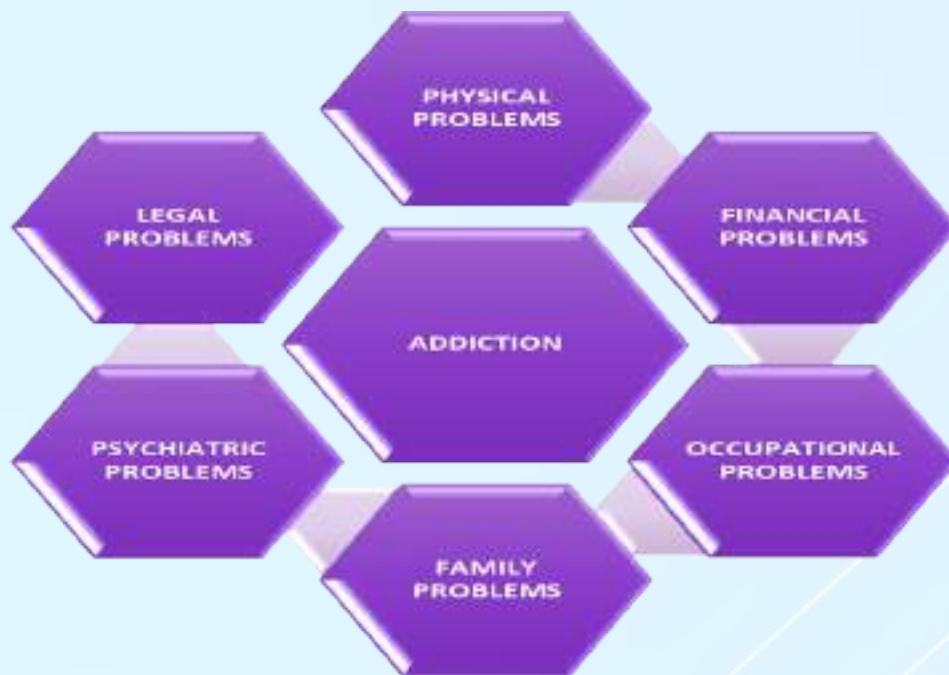 PHYSICAL
PROBLEMS
LEGAL
PROBLEMS
FINANCIAL
PROBLEMS
ADDICTION
PSYCHIATRIC
PROBLEMS
OCCUPATIONAL
PROBLEMS
FAMILY
PROBLEMS